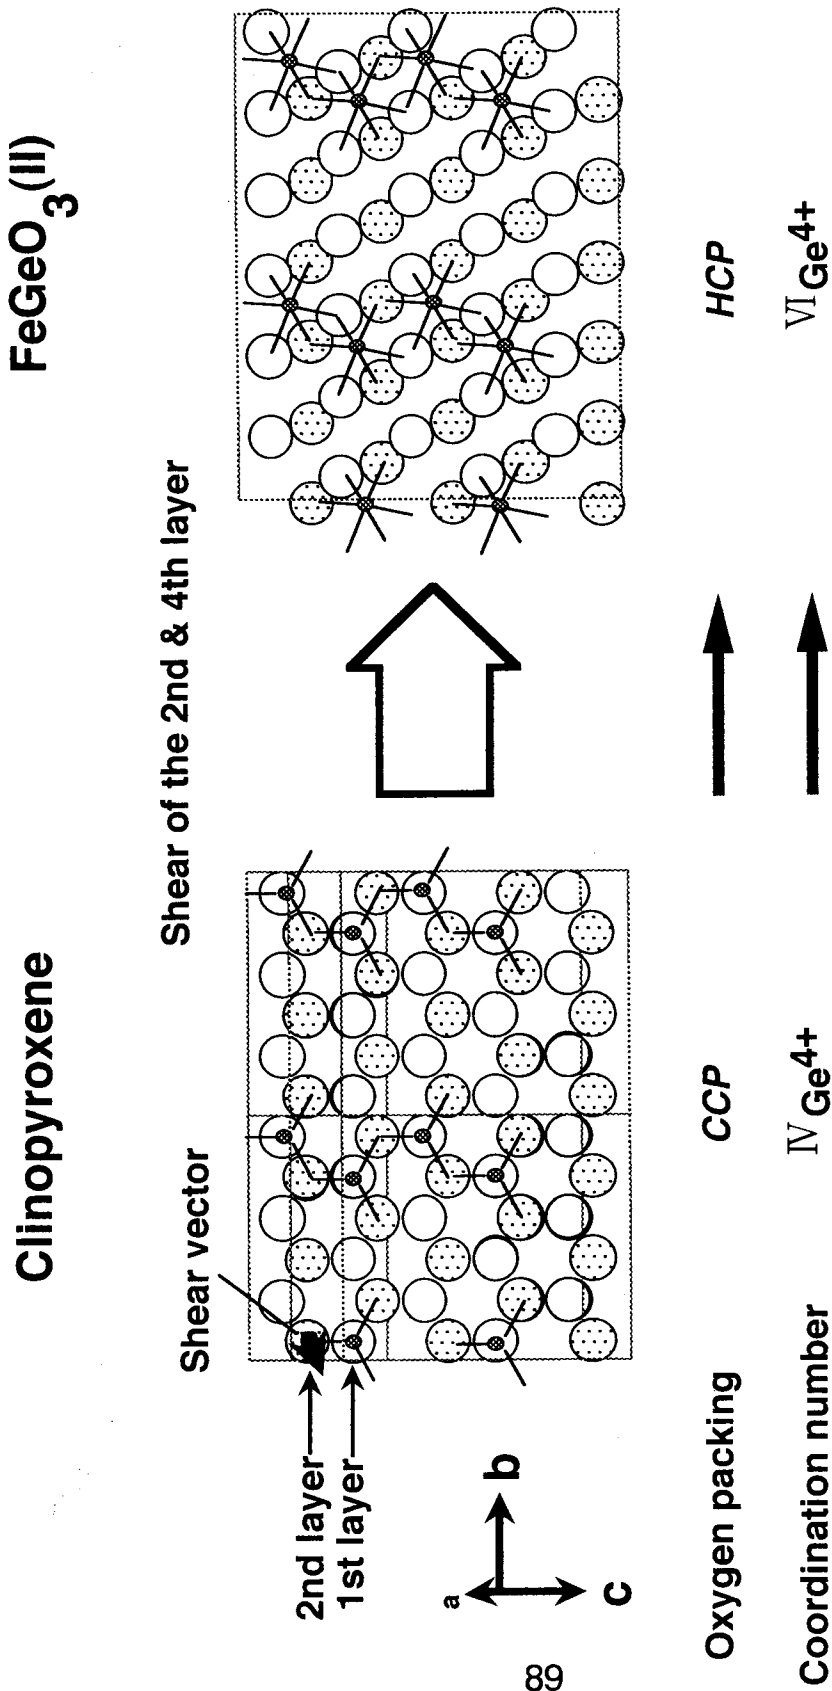 Clinopyroxene
FeGeO3(II)
Shear of the 2nd & 4th layer
Shear vector
2nd layer
1st layer
a
b
c
Oxygen packing
CCP
HCP
Coordination number
IVGe4+
VIGe4+
89